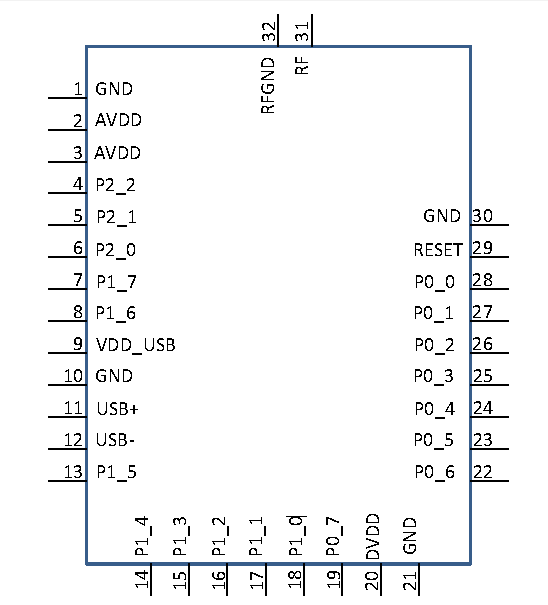 32 RFGND
31 RF
1 GND
2 AVDD
3 AVDD
4 P2_2
5 P2_1
6 P2_0
7 P1_7
8 P1_6
9 VDD_USB
10 GND
11 USB+
12 USB-
13 P1_5
GND 30
RESET 29
P0_0 28
P0_1 27
P0_2 26
P0_3 25
P0_4 24
P0_5 23
P0_6 22
14 P1_4
15 P1_3
16 P1_2
17 P1_1
18 P1_0
19 P0_7
20 DVDD
21 GND